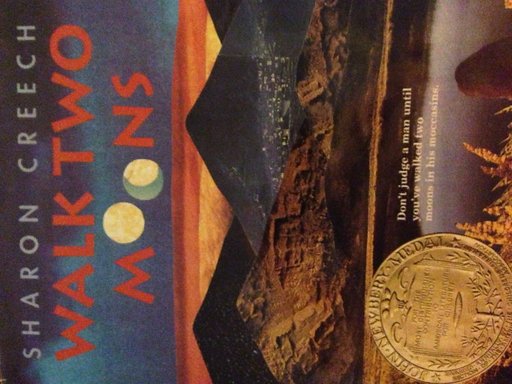 SHARON CREECH
WALK TWO
MOONS
Don't judge a man until
you've walked two
moons in his moccasins.
JOHN NEWBERY MEDAL